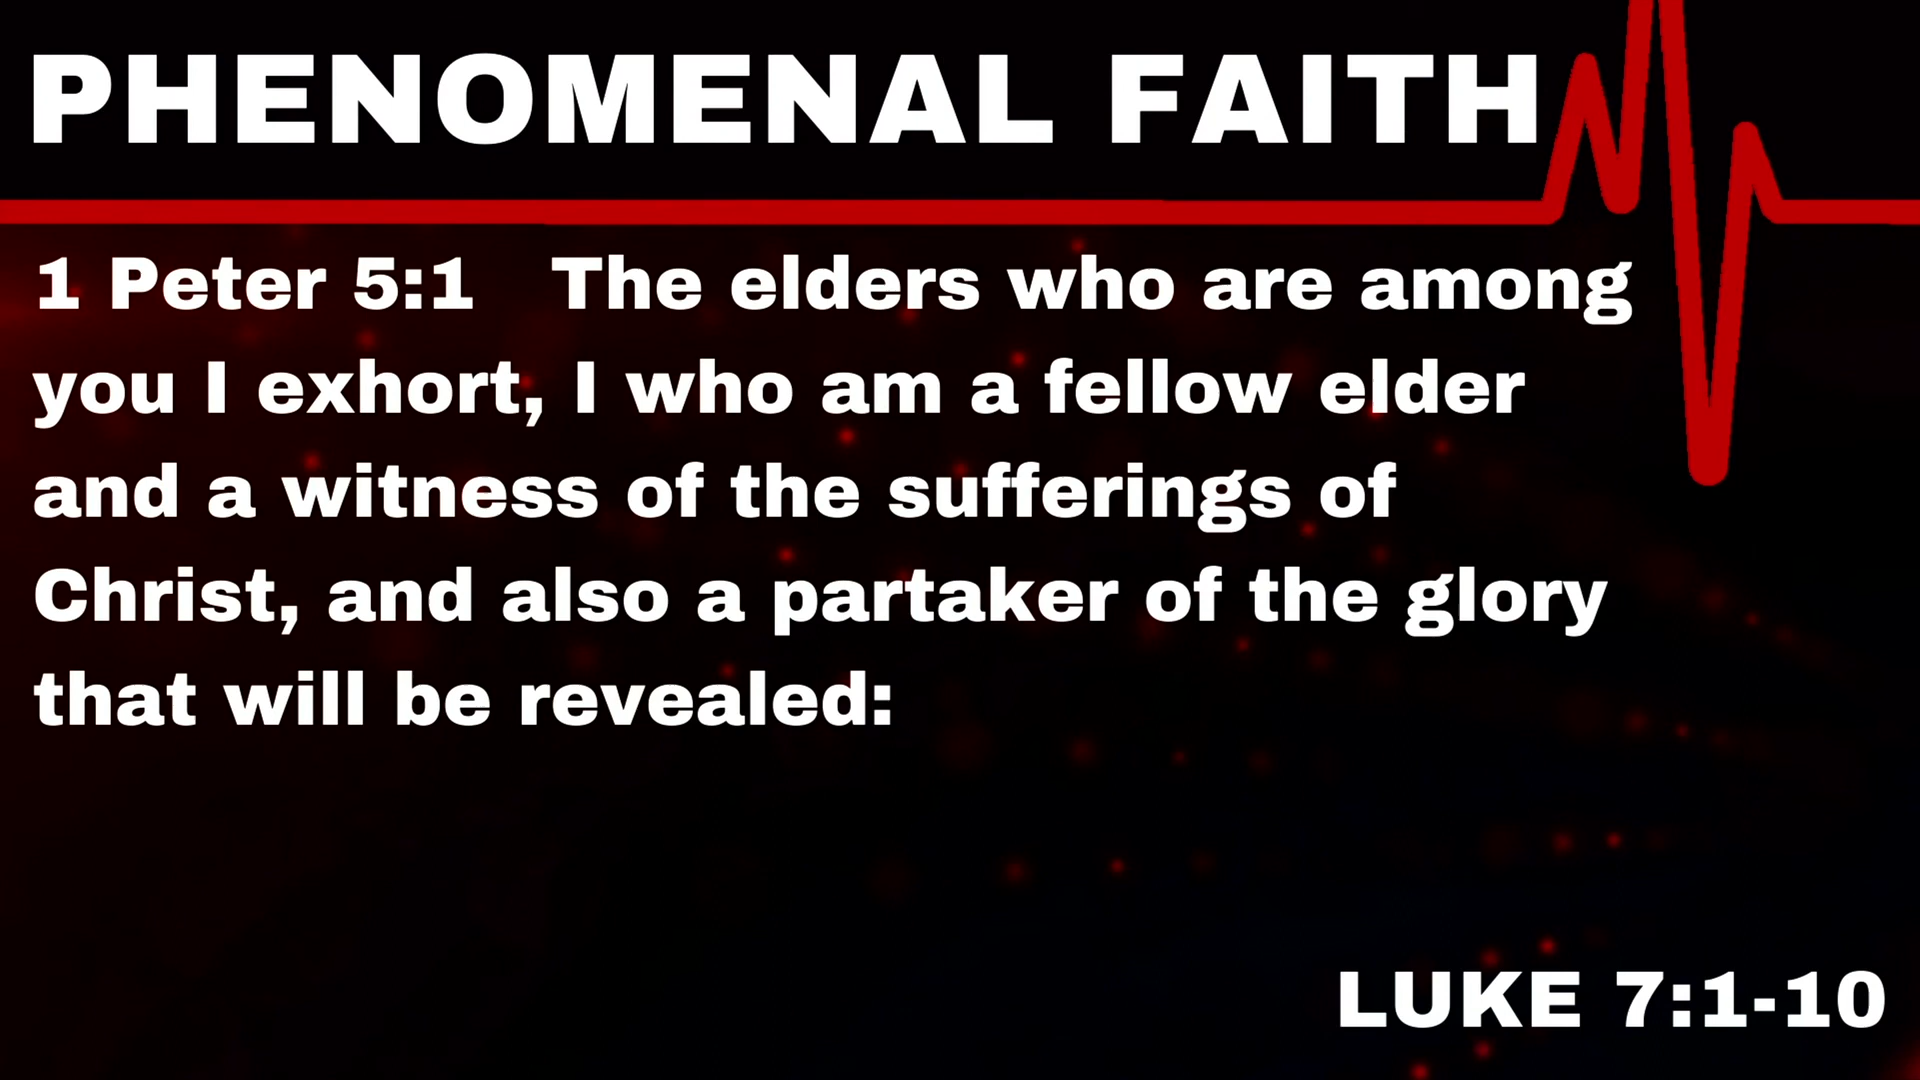 PHENOMENAL FAITH
1 Peter 5:1   The elders who are among
you I exhort, I who am a fellow elder
and a witness of the sufferings of
Christ, and also a partaker of the glory
that will be revealed:
LUKE 7:1-10